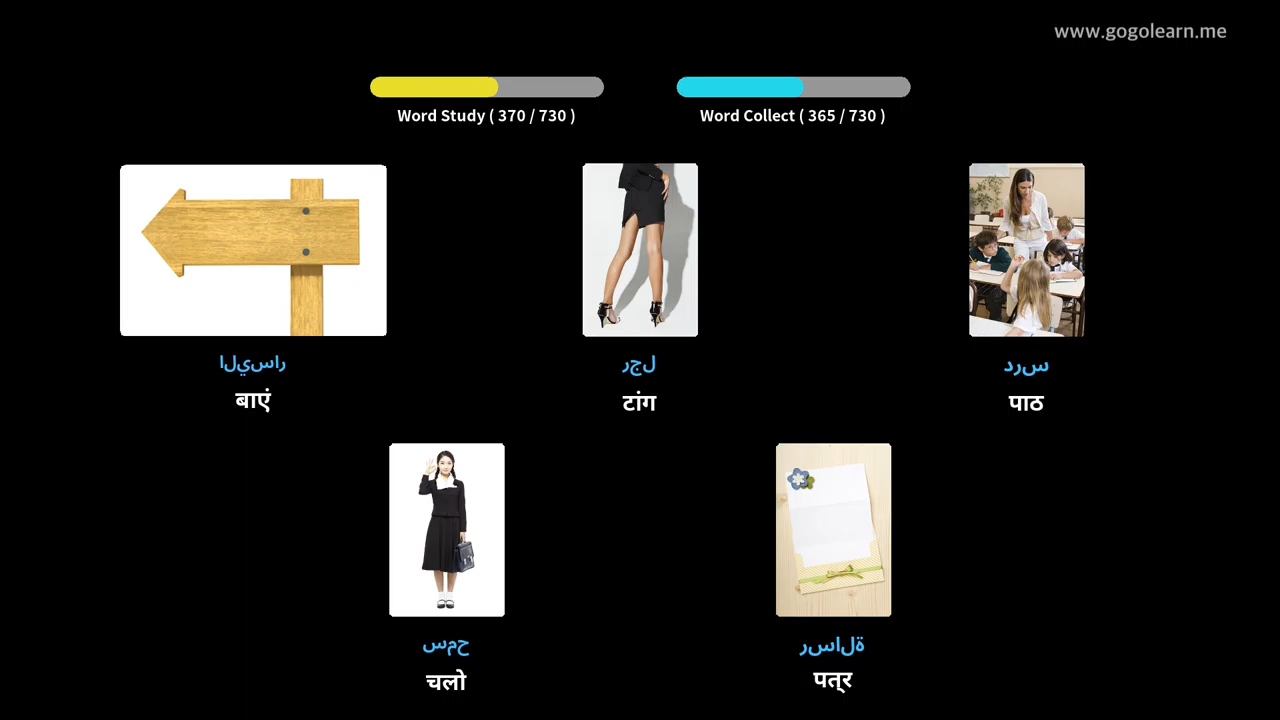 www.gogolearn.me
Word Study ( 370 / 730 )
Word Collect ( 365 / 730 )
اليسار
बाएं
رجل
टांग
درس
पाठ
سمح
चलो
رسالة
पत्र